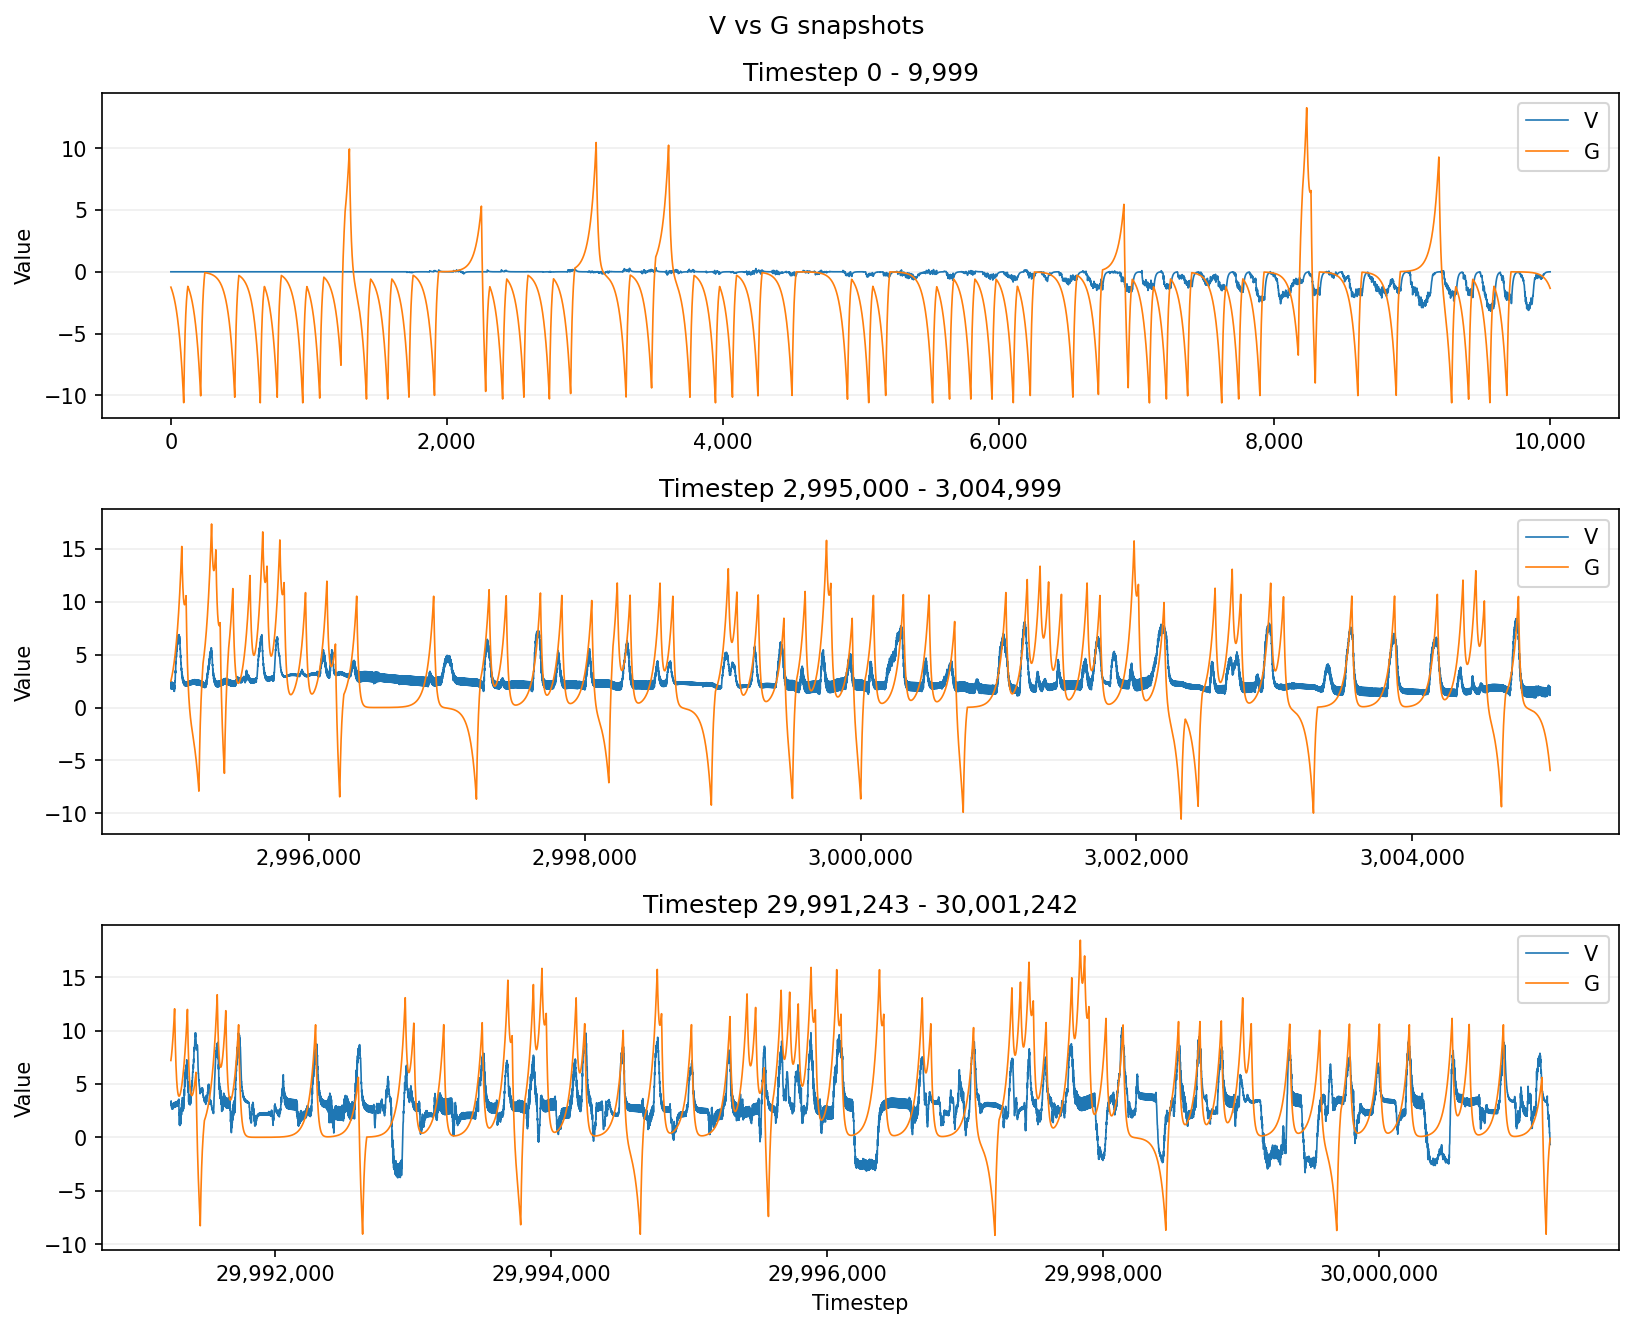 V vs G snapshots
Timestep 0 - 9,999
V
G
Value
10
5
0
−5
−10
0
2,000
4,000
6,000
8,000
10,000
Timestep 2,995,000 - 3,004,999
V
G
Value
15
10
5
0
−5
−10
2,996,000
2,998,000
3,000,000
3,002,000
3,004,000
Timestep 29,991,243 - 30,001,242
V
G
Value
15
10
5
0
−5
−10
29,992,000
29,994,000
29,996,000
29,998,000
30,000,000
Timestep